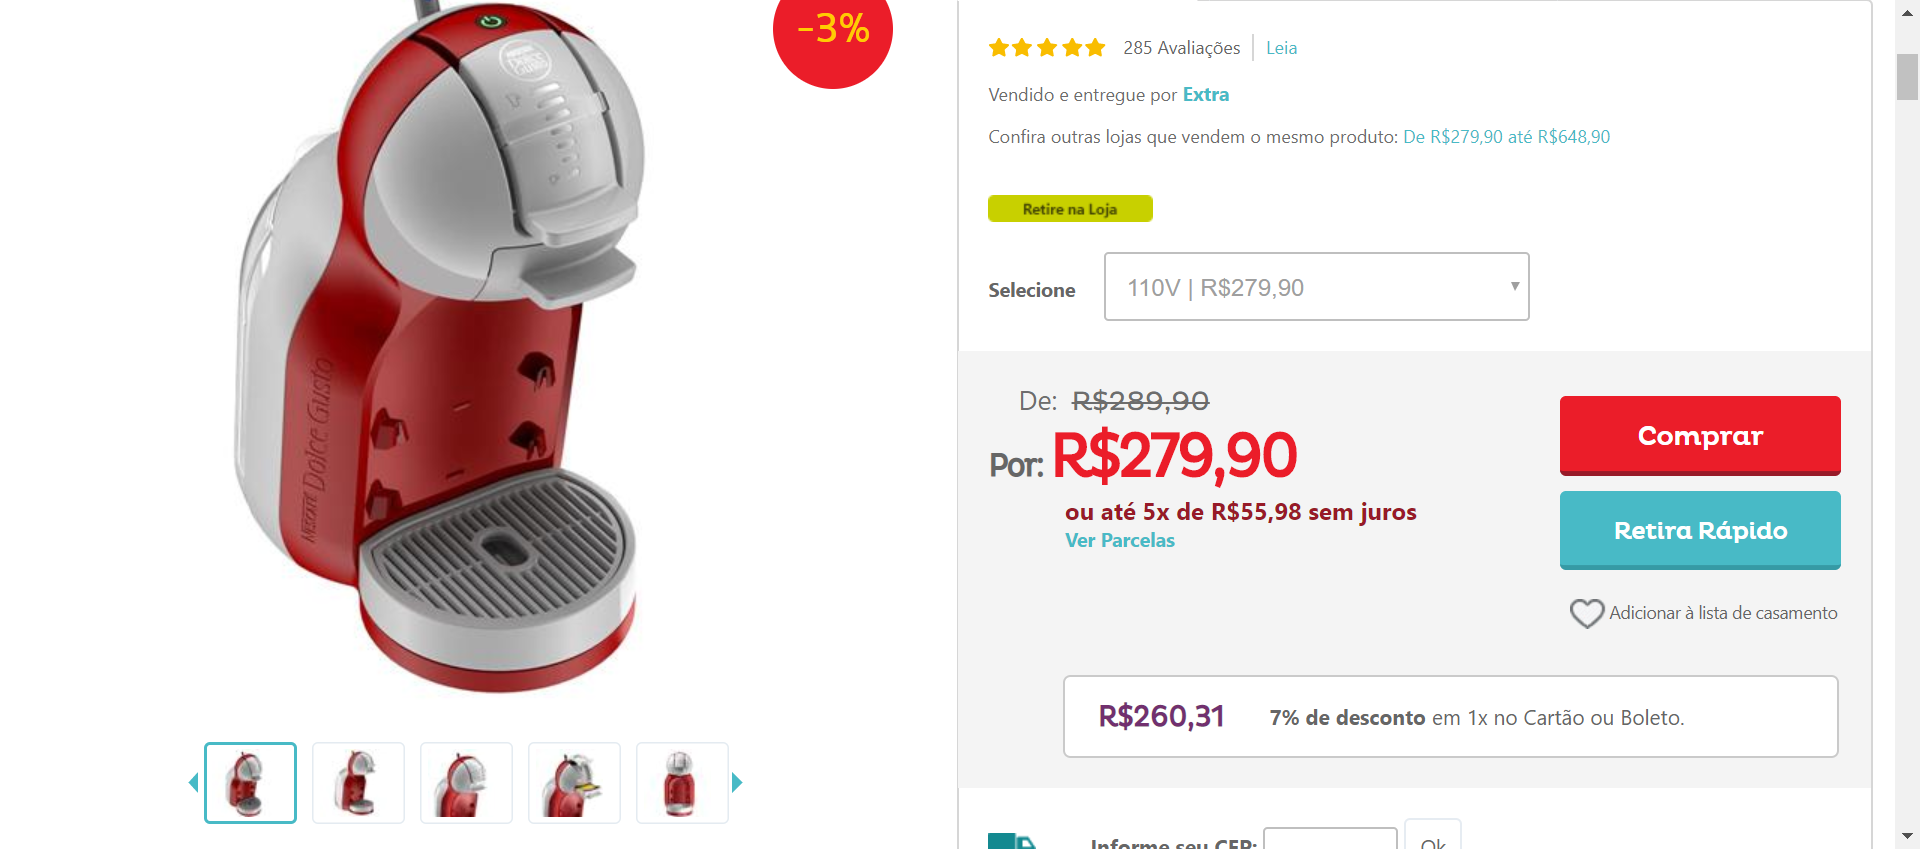 -3%
NESCAFÉ Dolce Gusto
285 Avaliações | Leia
Vendido e entregue por Extra
Confira outras lojas que vendem o mesmo produto: De R$279,90 até R$648,90
Retire na Loja
Selecione 110V | R$279,90
De: R$289,90
Por: R$279,90
ou até 5x de R$55,98 sem juros
Ver Parcelas
Comprar
Retira Rápido
Adicionar à lista de casamento
R$260,31 7% de desconto em 1x no Cartão ou Boleto.
Informe seu CEP: Ok